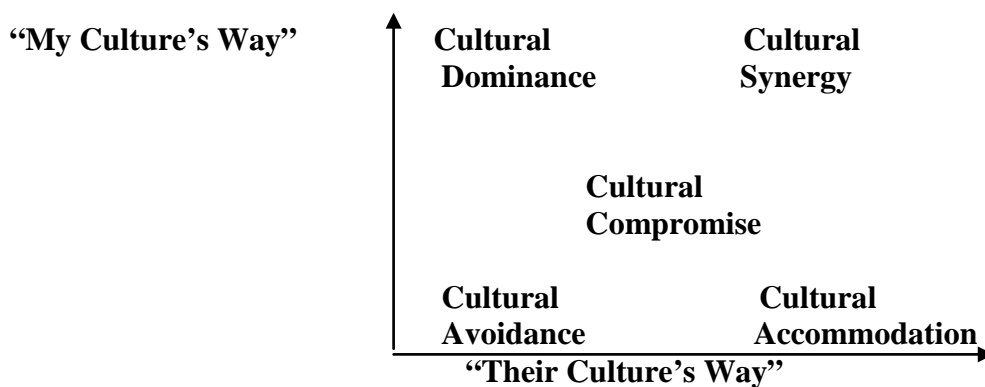 “My Culture’s Way”
Cultural
Dominance
Cultural
Synergy
Cultural
Compromise
Cultural
Avoidance
Cultural
Accommodation
“Their Culture’s Way”